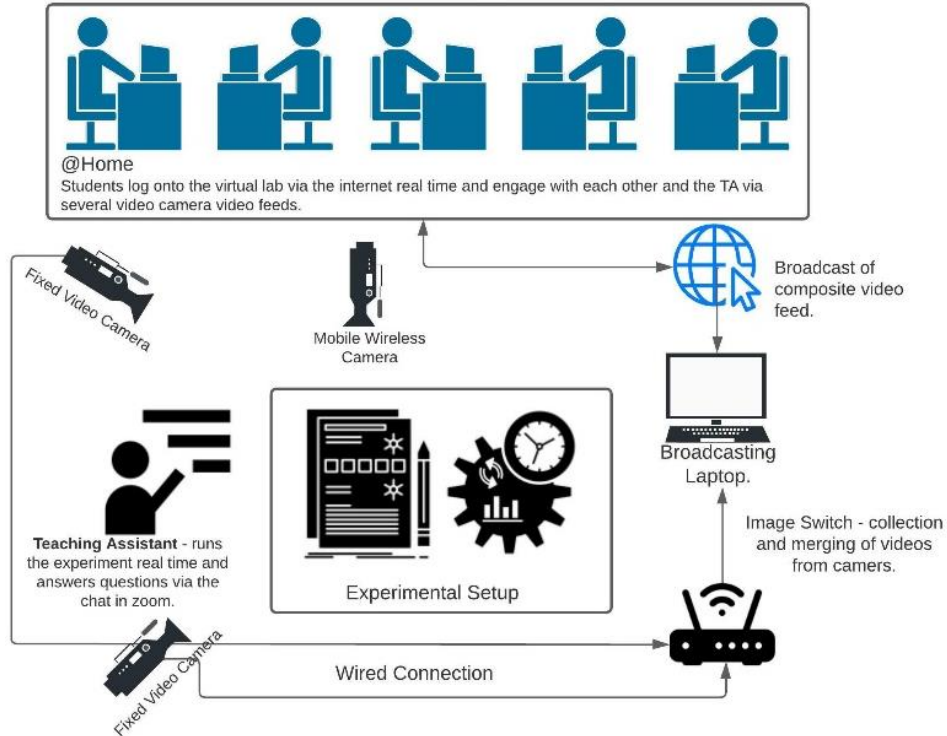 @Home
Students log onto the virtual lab via the internet real time and engage with each other and the TA via
several video camera video feeds.
Fixed Video Camera
Mobile Wireless
Camera
Broadcast of
composite video
feed.
Broadcasting
Laptop.
Teaching Assistant - runs
the experiment real time and
answers questions via the
chat in zoom.
Experimental Setup
Image Switch - collection
and merging of videos
from camers.
Fixed Video Camera
Wired Connection